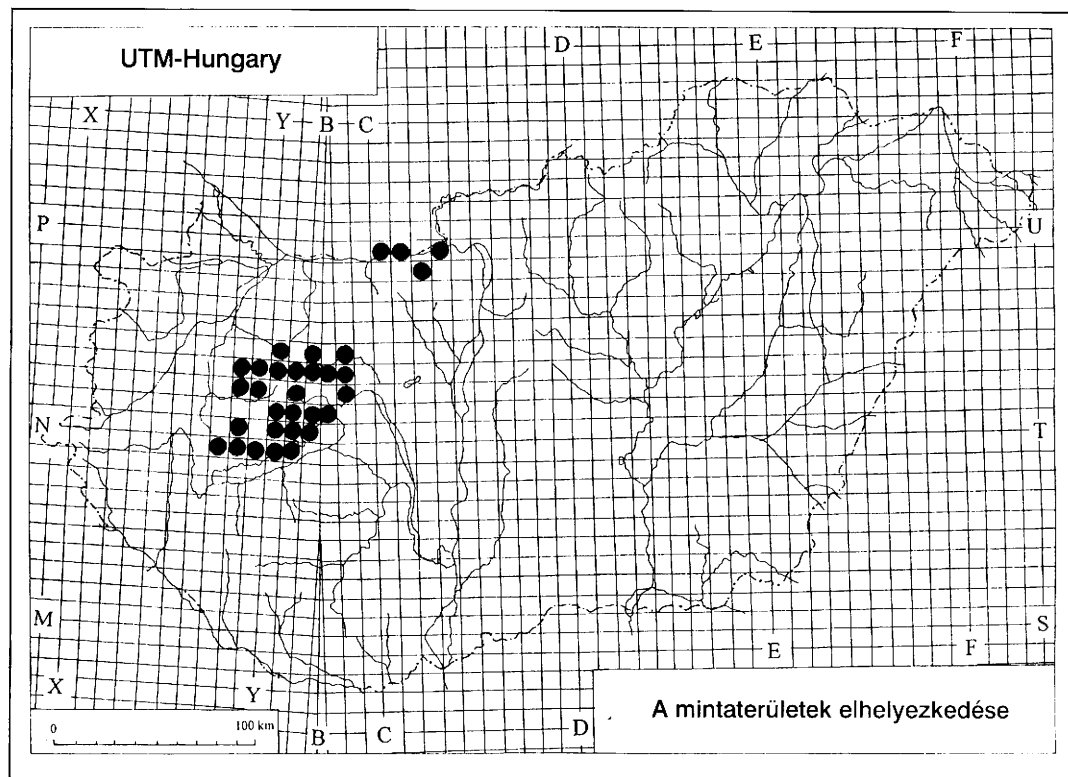 UTM-Hungary
D E F
X Y B C
P U
N T
M E F S
X Y B C D
0 100 km
A mintaterületek elhelyezkedése